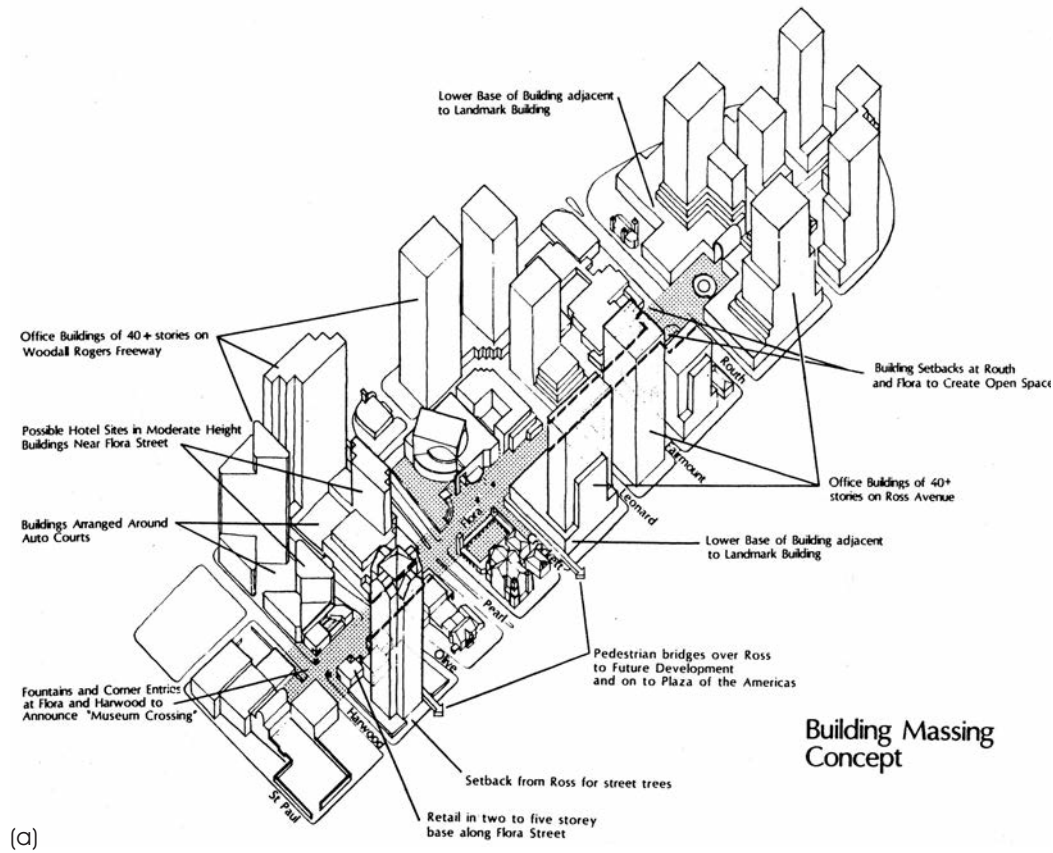 Lower Base of Building adjacent
to Landmark Building
Office Buildings of 40+ stories on
Woodall Rogers Freeway
Possible Hotel Sites in Moderate Height
Buildings Near Flora Street
Buildings Arranged Around
Auto Courts
Fountains and Corner Entries
at Flora and Harwood to
Announce "Museum Crossing"
Building Setbacks at Routh
and Flora to Create Open Space
Office Buildings of 40+
stories on Ross Avenue
Lower Base of Building adjacent
to Landmark Building
Pedestrian bridges over Ross
to Future Development
and on to Plaza of the Americas
Setback from Ross for street trees
Retail in two to five storey
base along Flora Street
Routh
Fairmount
Leonard
Crockett
Flora
Pearl
Olive
Harwood
St Paul
Building Massing
Concept
(a)